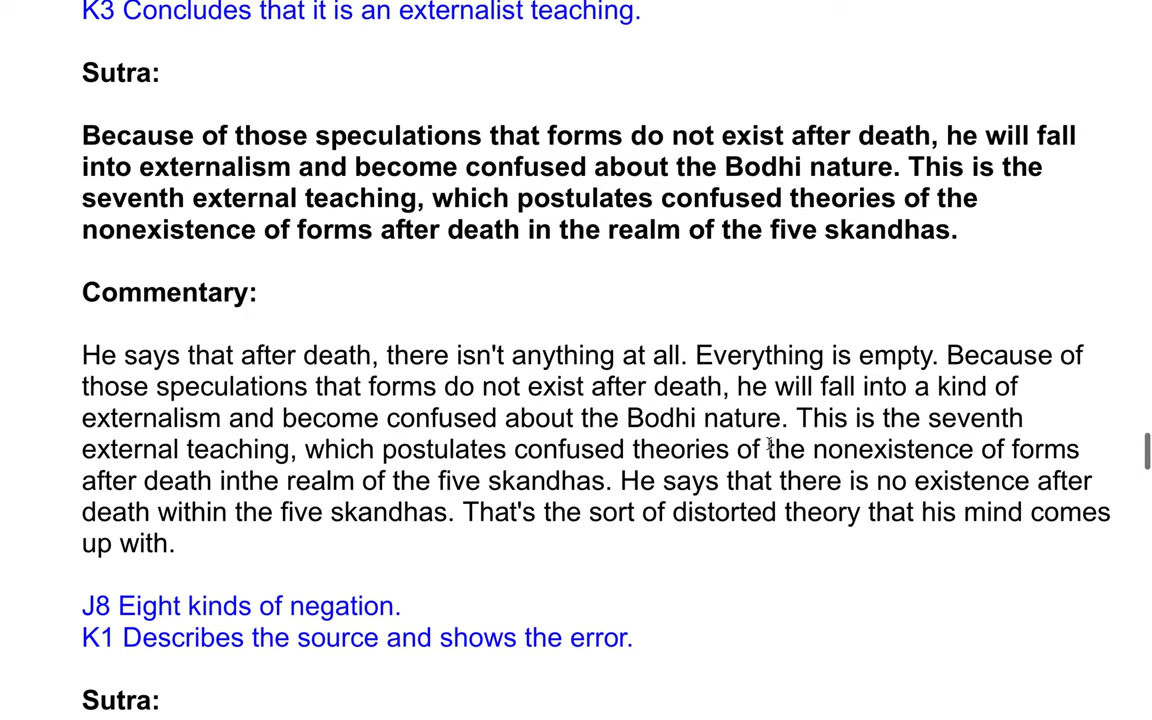 K3 Concludes that it is an externalist teaching.
Sutra:
Because of those speculations that forms do not exist after death, he will fall
into externalism and become confused about the Bodhi nature. This is the
seventh external teaching, which postulates confused theories of the
nonexistence of forms after death in the realm of the five skandhas.
Commentary:
He says that after death, there isn't anything at all. Everything is empty. Because of
those speculations that forms do not exist after death, he will fall into a kind of
externalism and become confused about the Bodhi nature. This is the seventh
external teaching, which postulates confused theories of the nonexistence of forms
after death inthe realm of the five skandhas. He says that there is no existence after
death within the five skandhas. That's the sort of distorted theory that his mind comes
up with.
J8 Eight kinds of negation.
K1 Describes the source and shows the error.
Sutra: